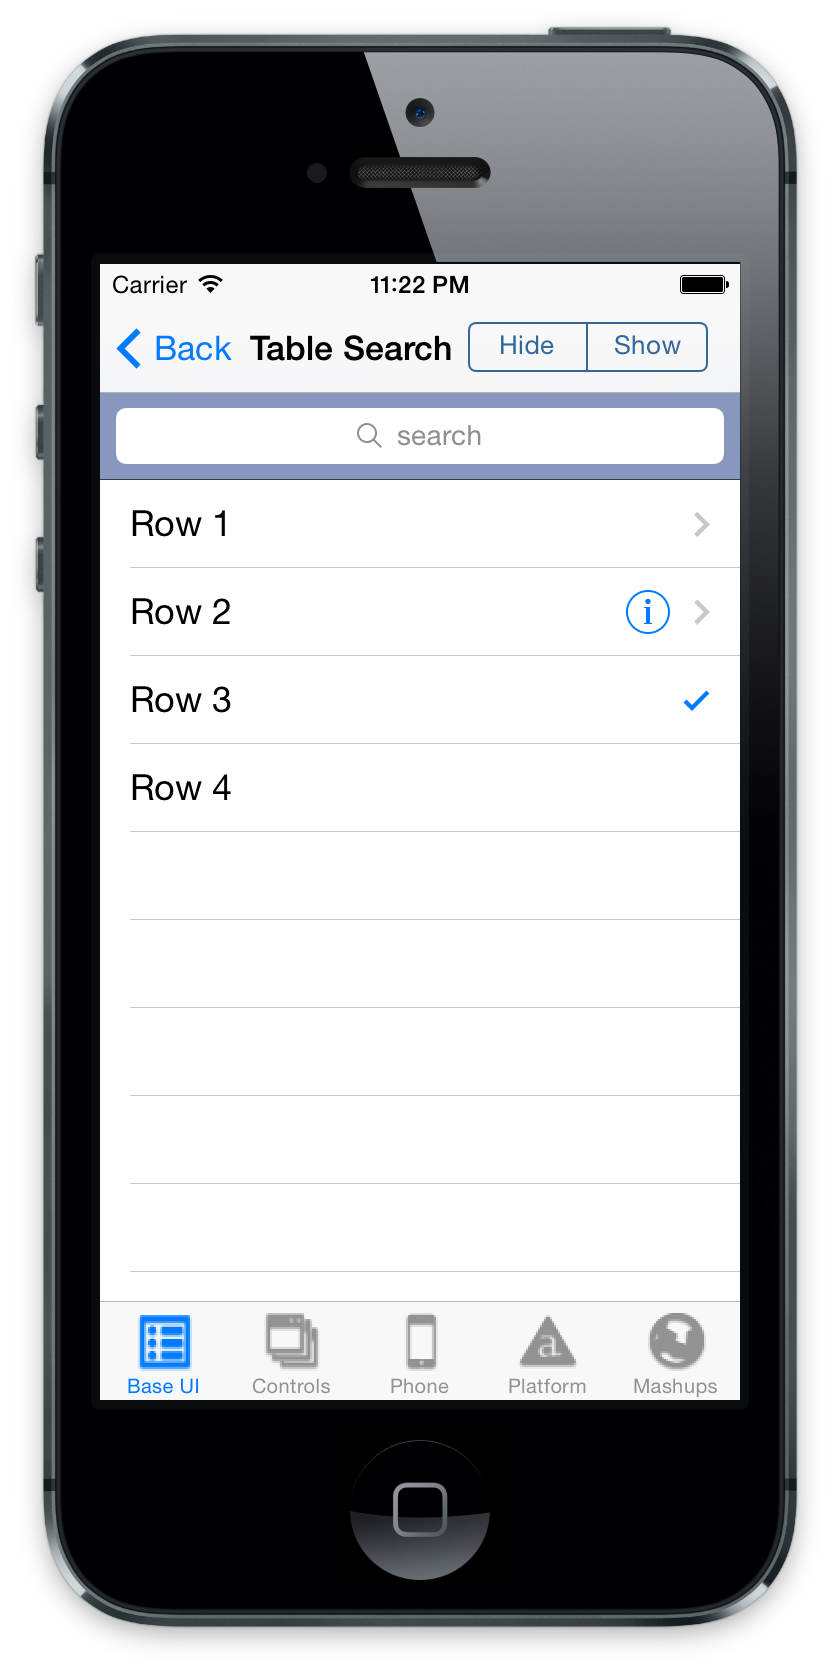 Carrier 11:22 PM
Back Table Search Hide Show
search
Row 1
Row 2
Row 3
Row 4
Base UI Controls Phone Platform Mashups